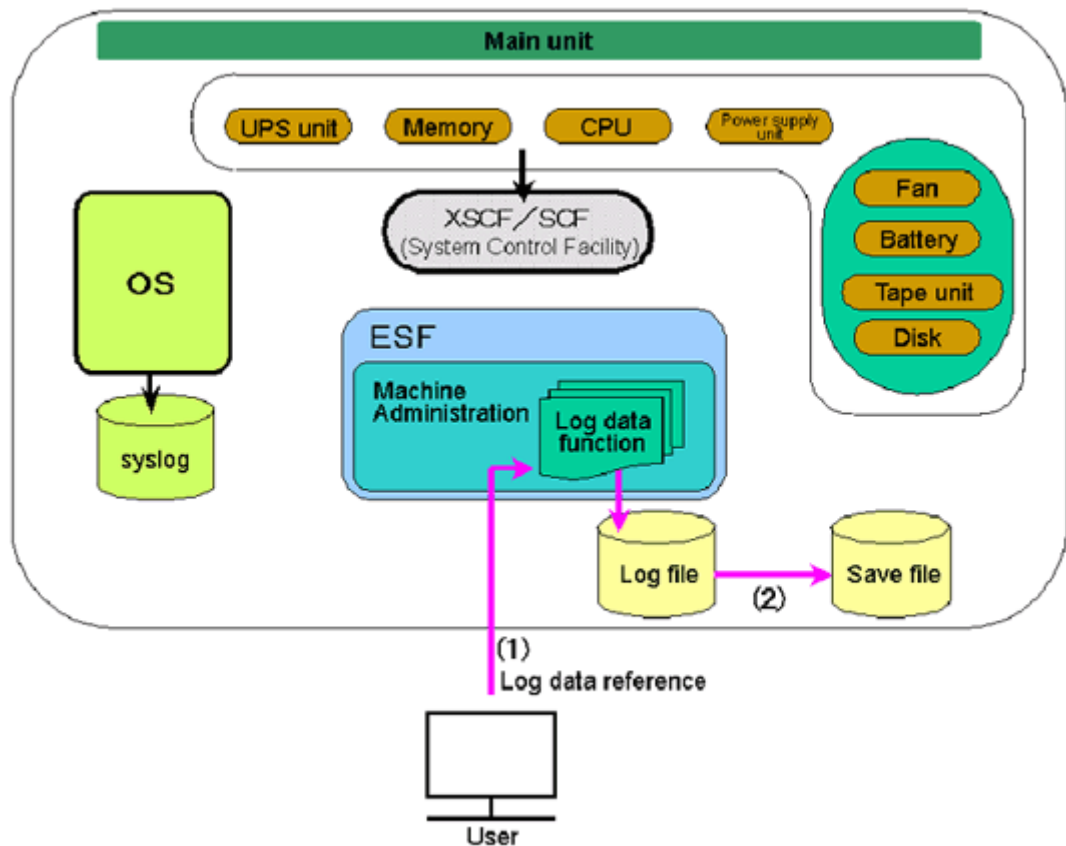 Main unit
UPS unit
Memory
CPU
Power supply
unit
Fan
Battery
Tape unit
Disk
XSCF/SCF
(System Control Facility)
OS
syslog
ESF
Machine
Administration
Log data
function
Log file
Save file
(2)
(1)
Log data reference
User